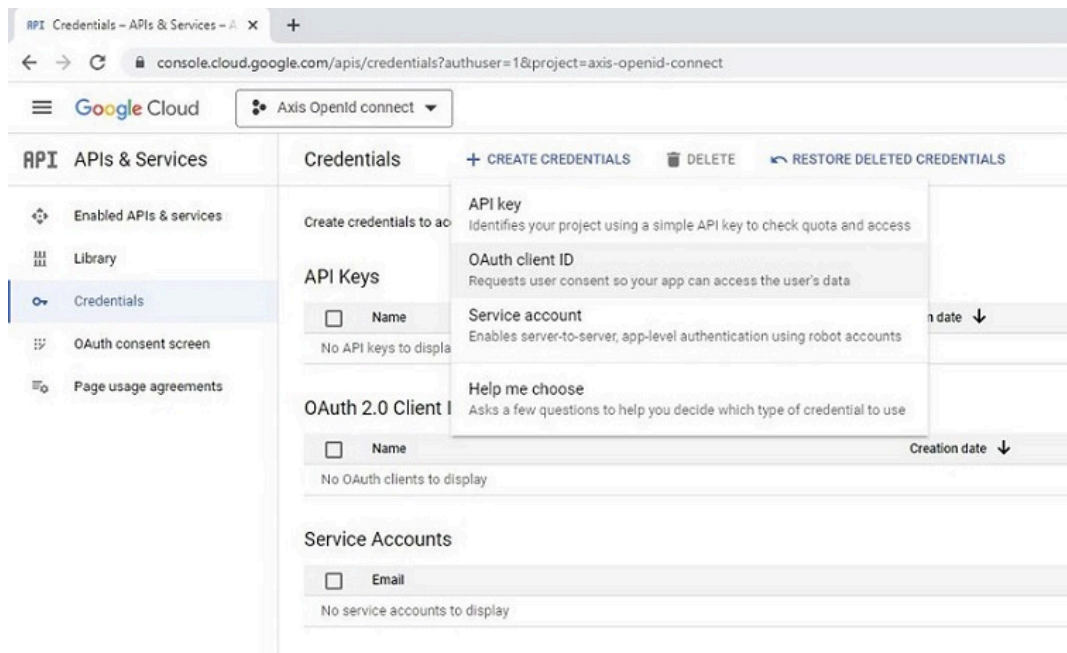 API Credentials – APIs & Services – A
console.cloud.google.com/apis/credentials?authuser=1&project=axis-openid-connect
Google Cloud
Axis OpenId connect
API APIs & Services
Credentials
+ CREATE CREDENTIALS
DELETE
RESTORE DELETED CREDENTIALS
Enabled APIs & services
Library
Credentials
OAuth consent screen
Page usage agreements
Create credentials to ac
API key
Identifies your project using a simple API key to check quota and access
OAuth client ID
Requests user consent so your app can access the user's data
Service account
Enables server-to-server, app-level authentication using robot accounts
Help me choose
Asks a few questions to help you decide which type of credential to use
API Keys
Name
n date
No API keys to displa
OAuth 2.0 Client I
Name
Creation date
No OAuth clients to display
Service Accounts
Email
No service accounts to display